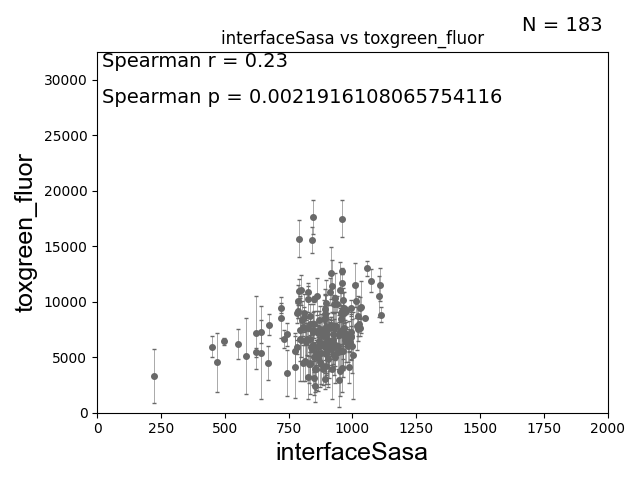 N = 183
interfaceSasa vs toxgreen_fluor
Spearman r = 0.23
Spearman p = 0.0021916108065754116
30000
25000
20000
15000
10000
5000
0
toxgreen_fluor
0 250 500 750 1000 1250 1500 1750 2000
interfaceSasa